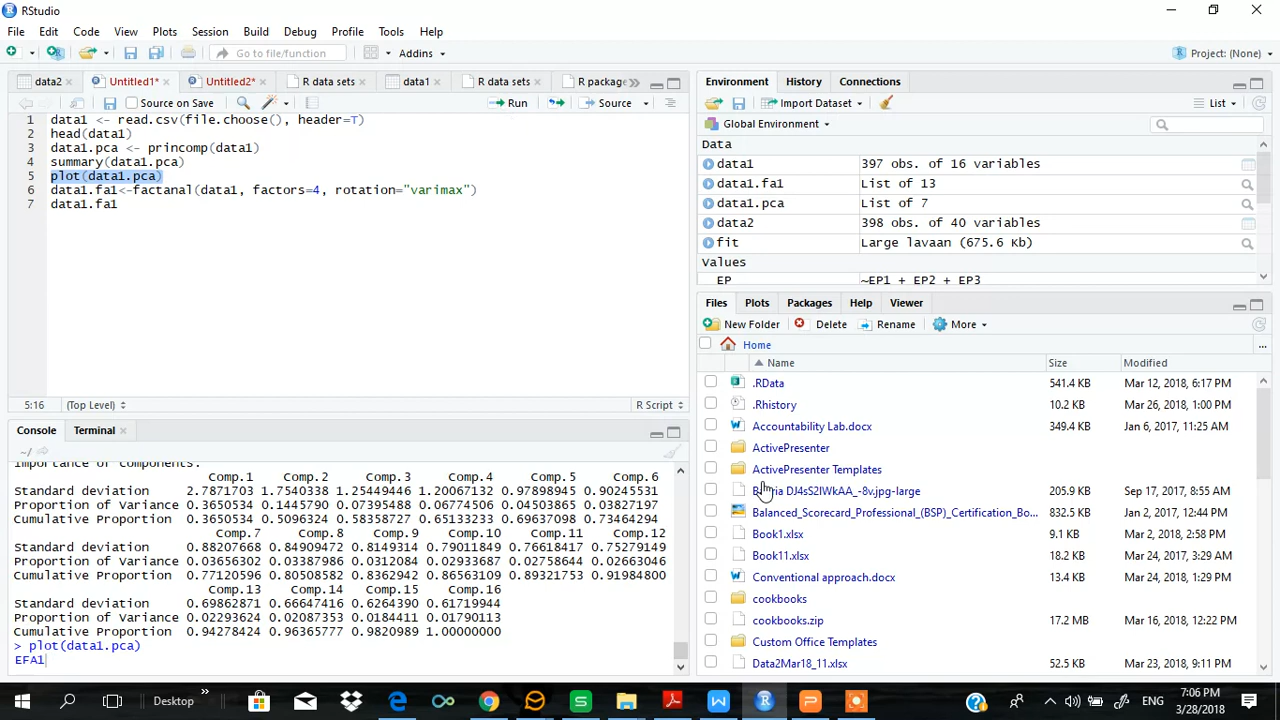 RStudio
File Edit Code View Plots Session Build Debug Profile Tools Help
Go to file/function Addins Project: (None)
data2 Untitled1* Untitled2* R data sets data1 R data sets R package
Source on Save Run Source
1 data1 <- read.csv(file.choose(), header=T)
2 head(data1)
3 data1.pca <- princomp(data1)
4 summary(data1.pca)
5 plot(data1.pca)
6 data1.fa1<-factanal(data1, factors=4, rotation="varimax")
7 data1.fa1
5:16 (Top Level) R Script
Console Terminal
~/
Importance of components:
Comp.1 Comp.2 Comp.3 Comp.4 Comp.5 Comp.6
Standard deviation 2.7871703 1.7540338 1.25449446 1.20067132 0.97898945 0.90245531
Proportion of Variance 0.3650534 0.1445790 0.07395488 0.06774506 0.04503865 0.03827197
Cumulative Proportion 0.3650534 0.5096324 0.58358727 0.65133233 0.69637098 0.73464294
Comp.7 Comp.8 Comp.9 Comp.10 Comp.11 Comp.12
Standard deviation 0.88207668 0.84909472 0.8149314 0.79011849 0.76618417 0.75279149
Proportion of Variance 0.03656302 0.03387986 0.0312084 0.02933687 0.02758644 0.02663046
Cumulative Proportion 0.77120596 0.80508582 0.8362942 0.86563109 0.89321753 0.91984800
Comp.13 Comp.14 Comp.15 Comp.16
Standard deviation 0.69862871 0.66647416 0.6264390 0.61719944
Proportion of Variance 0.02293624 0.02087353 0.0184411 0.01790113
Cumulative Proportion 0.94278424 0.96365777 0.9820989 1.00000000
> plot(data1.pca)
EFA1
Environment History Connections
Import Dataset List
Global Environment
Data
data1 397 obs. of 16 variables
data1.fa1 List of 13
data1.pca List of 7
data2 398 obs. of 40 variables
fit Large lavaan (675.6 Kb)
Values
EP ~EP1 + EP2 + EP3
Files Plots Packages Help Viewer
New Folder Delete Rename More
Home ...
Name Size Modified
.RData 541.4 KB Mar 12, 2018, 6:17 PM
.Rhistory 10.2 KB Mar 26, 2018, 1:00 PM
Accountability Lab.docx 349.4 KB Jan 6, 2017, 11:25 AM
ActivePresenter
ActivePresenter Templates
DJ4sS2IWkAA_-8v.jpg-large 205.9 KB Sep 17, 2017, 8:55 AM
Balanced_Scorecard_Professional_(BSP)_Certification_Bo... 832.5 KB Jan 2, 2017, 12:44 PM
Book1.xlsx 9.1 KB Mar 2, 2018, 2:58 PM
Book11.xlsx 18.2 KB Mar 24, 2017, 3:29 AM
Conventional approach.docx 13.4 KB Mar 24, 2018, 1:29 PM
cookbooks
cookbooks.zip 17.2 MB Mar 16, 2018, 12:22 PM
Custom Office Templates
Data2Mar18_11.xlsx 52.5 KB Mar 23, 2018, 9:11 PM
Desktop ENG 7:06 PM
3/28/2018